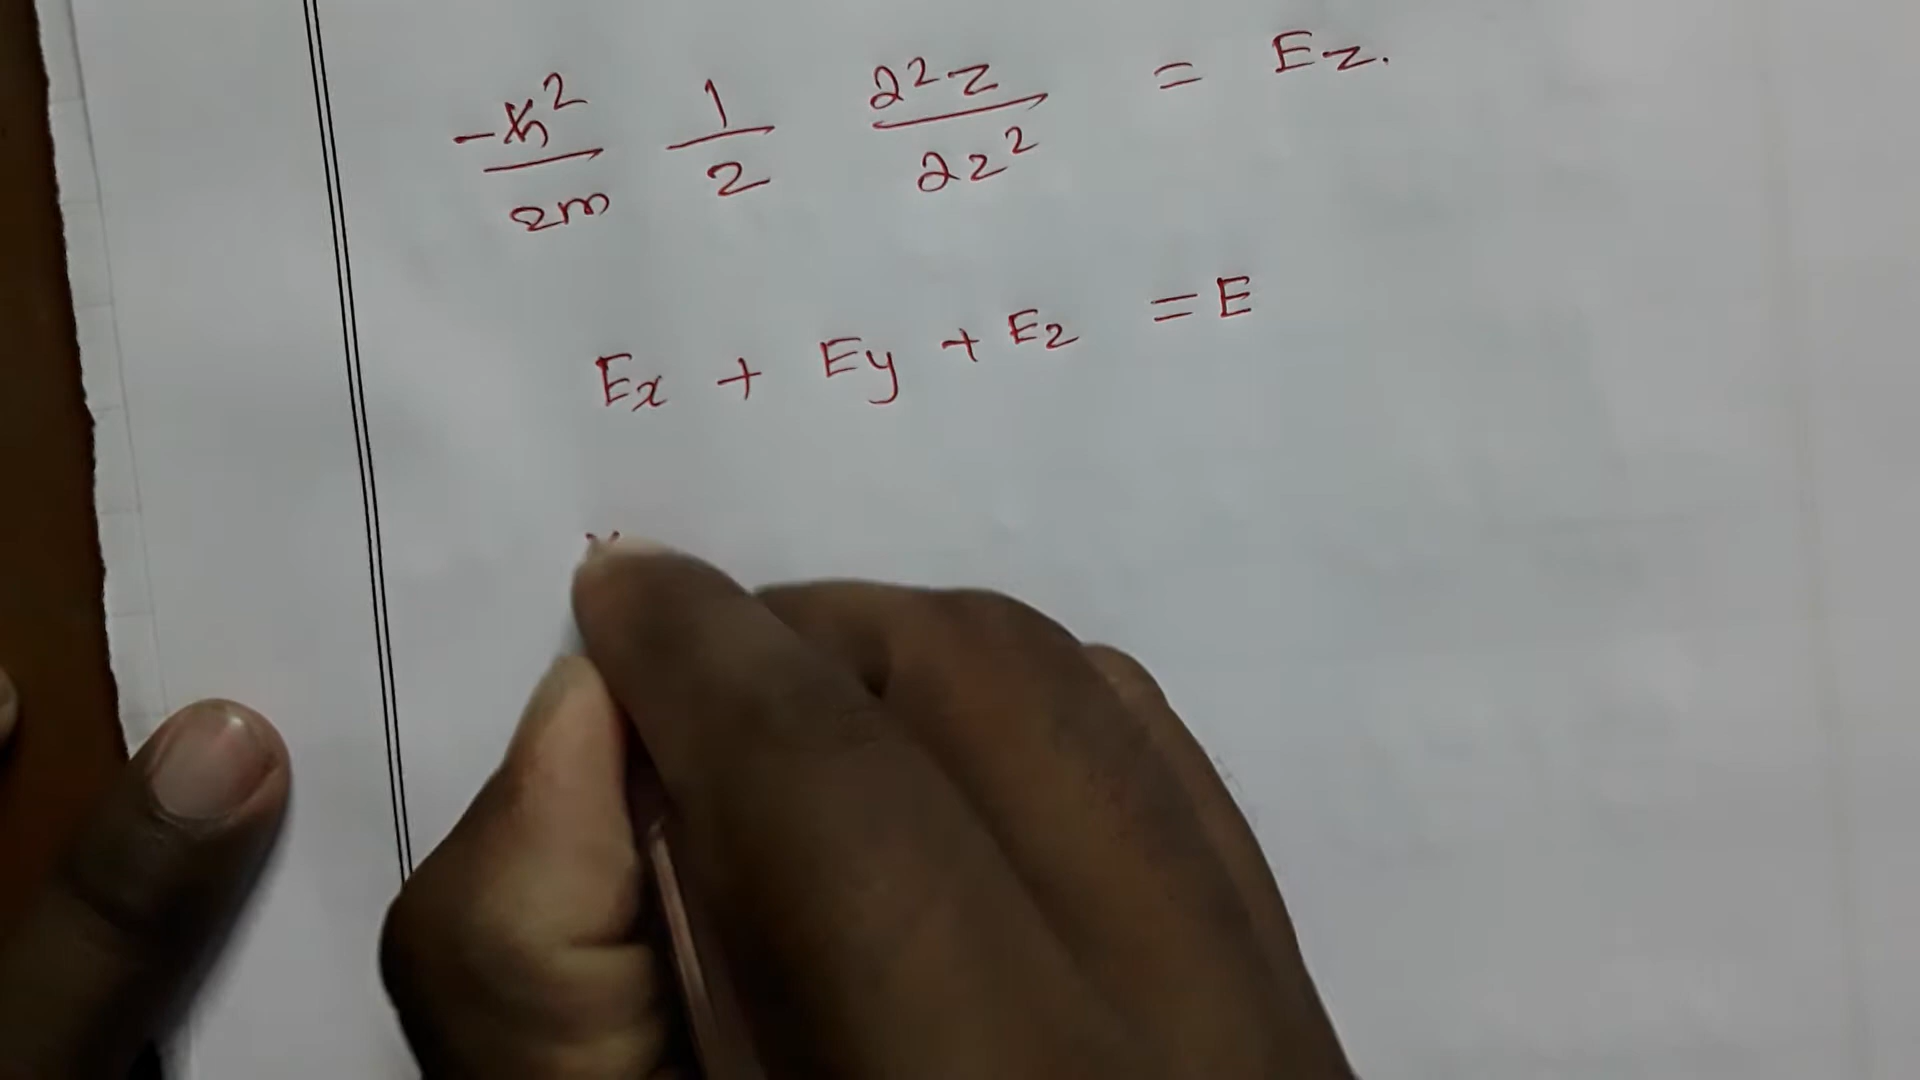 -ħ²/2m 1/z ∂²z/∂z² = Ez.
Ex + Ey + Ez = E